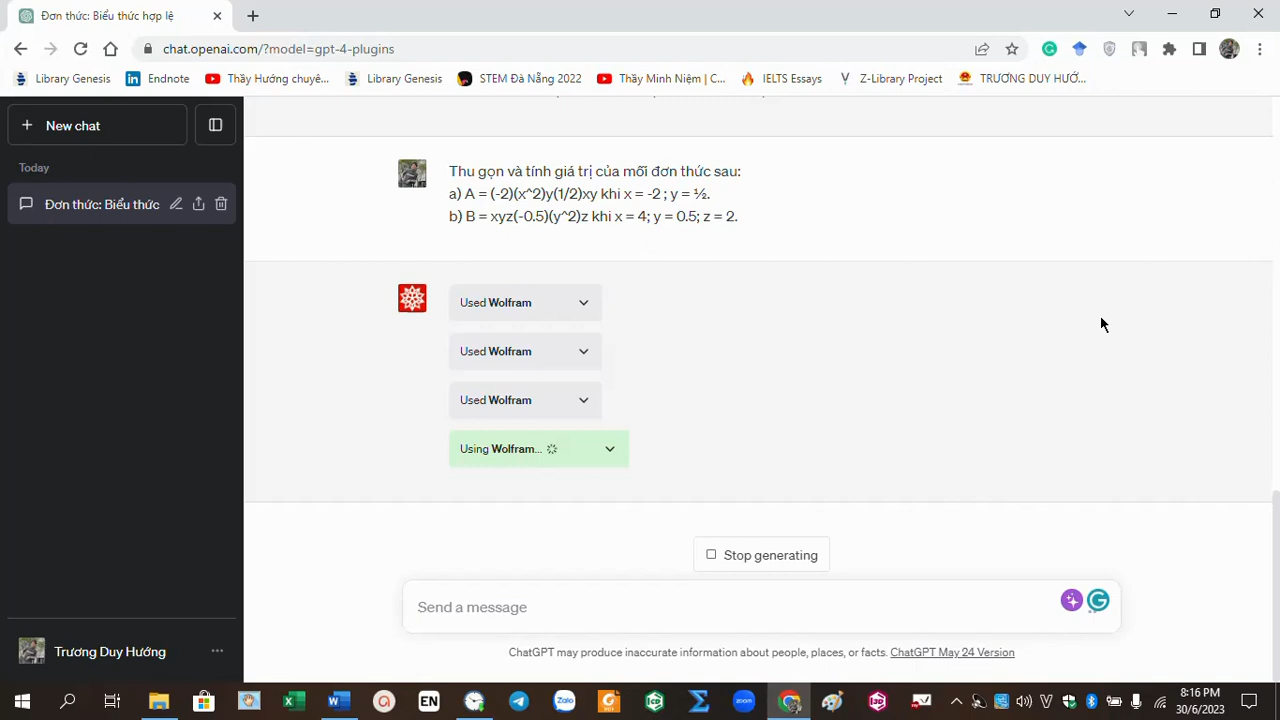 Đơn thức: Biểu thức hợp lệ
chat.openai.com/?model=gpt-4-plugins
Library Genesis
Endnote
Thầy Hướng chuyê...
Library Genesis
STEM Đà Nẵng 2022
Thầy Minh Niệm | C...
IELTS Essays
Z-Library Project
TRƯƠNG DUY HƯỚ...
New chat
Today
Đơn thức: Biểu thức
Thu gọn và tính giá trị của mỗi đơn thức sau:
a) A = (-2)(x^2)y(1/2)xy khi x = -2 ; y = ½.
b) B = xyz(-0.5)(y^2)z khi x = 4; y = 0.5; z = 2.
Used Wolfram
Used Wolfram
Used Wolfram
Using Wolfram...
Stop generating
Send a message
ChatGPT may produce inaccurate information about people, places, or facts. ChatGPT May 24 Version
Trương Duy Hướng
EN
Zalo
zoom
8:16 PM
30/6/2023